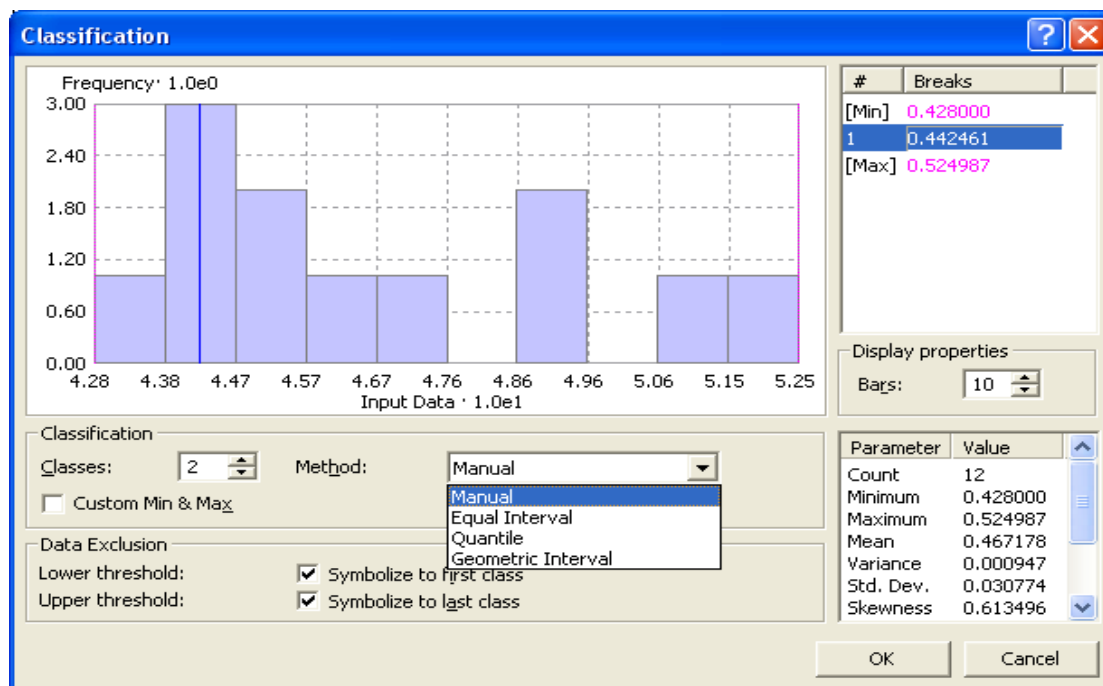 Classification
Frequency · 1.0e0
3.00
2.40
1.80
1.20
0.60
0.00
4.28 4.38 4.47 4.57 4.67 4.76 4.86 4.96 5.06 5.15 5.25
Input Data · 1.0e1
# Breaks
[Min] 0.428000
1 0.442461
[Max] 0.524987
Display properties
Bars: 10
Classification
Classes: 2 Method: Manual
Custom Min & Max
Manual
Equal Interval
Quantile
Geometric Interval
Data Exclusion
Lower threshold: Symbolize to first class
Upper threshold: Symbolize to last class
Parameter Value
Count 12
Minimum 0.428000
Maximum 0.524987
Mean 0.467178
Variance 0.000947
Std. Dev. 0.030774
Skewness 0.613496
OK Cancel